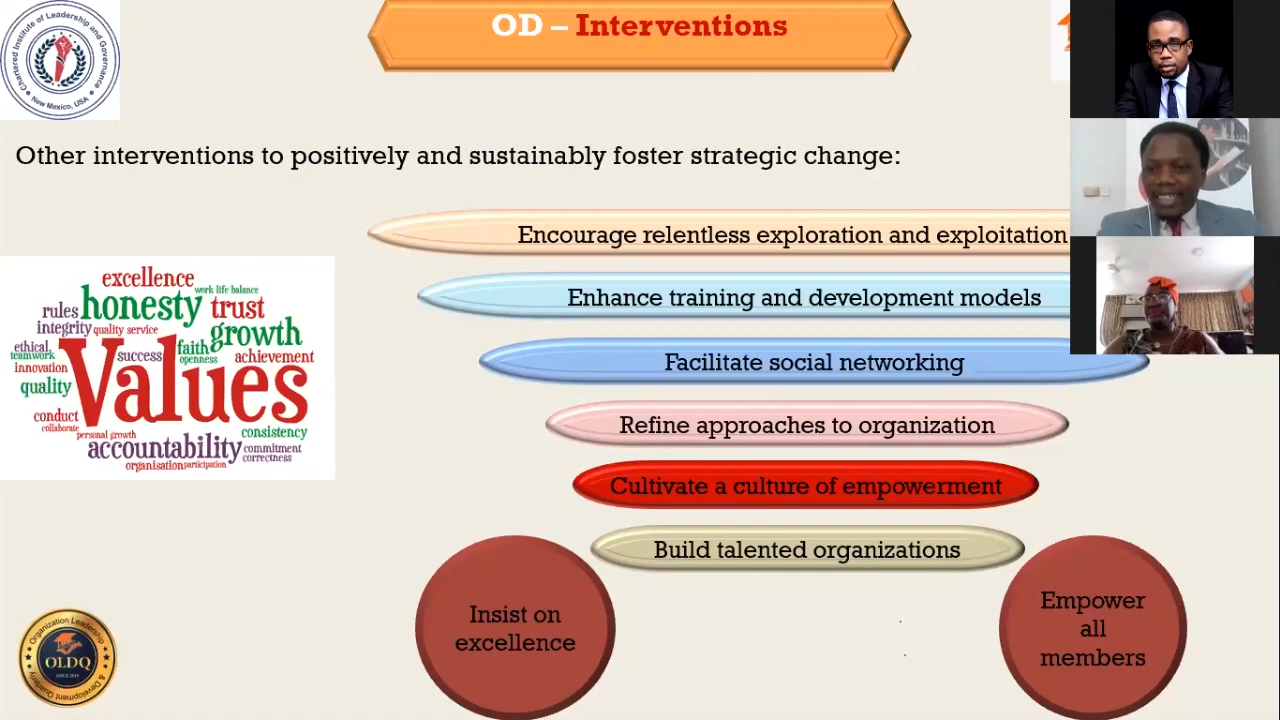 OD – Interventions
Chartered Institute of Leadership and Governance
New Mexico, USA
Other interventions to positively and sustainably foster strategic change:
Encourage relentless exploration and exploitation
Enhance training and development models
Facilitate social networking
Refine approaches to organization
Cultivate a culture of empowerment
Build talented organizations
excellence
work life balance
rules
honesty
trust
integrity
quality service
growth
ethical
teamwork
success
faith
openness
achievement
innovation
quality
Values
conduct
collaborate
personal growth
accountability
consistency
commitment
correctness
organisation
participation
Insist on
excellence
Empower
all
members
Organization Leadership
OLDQ
& Development Quarterly